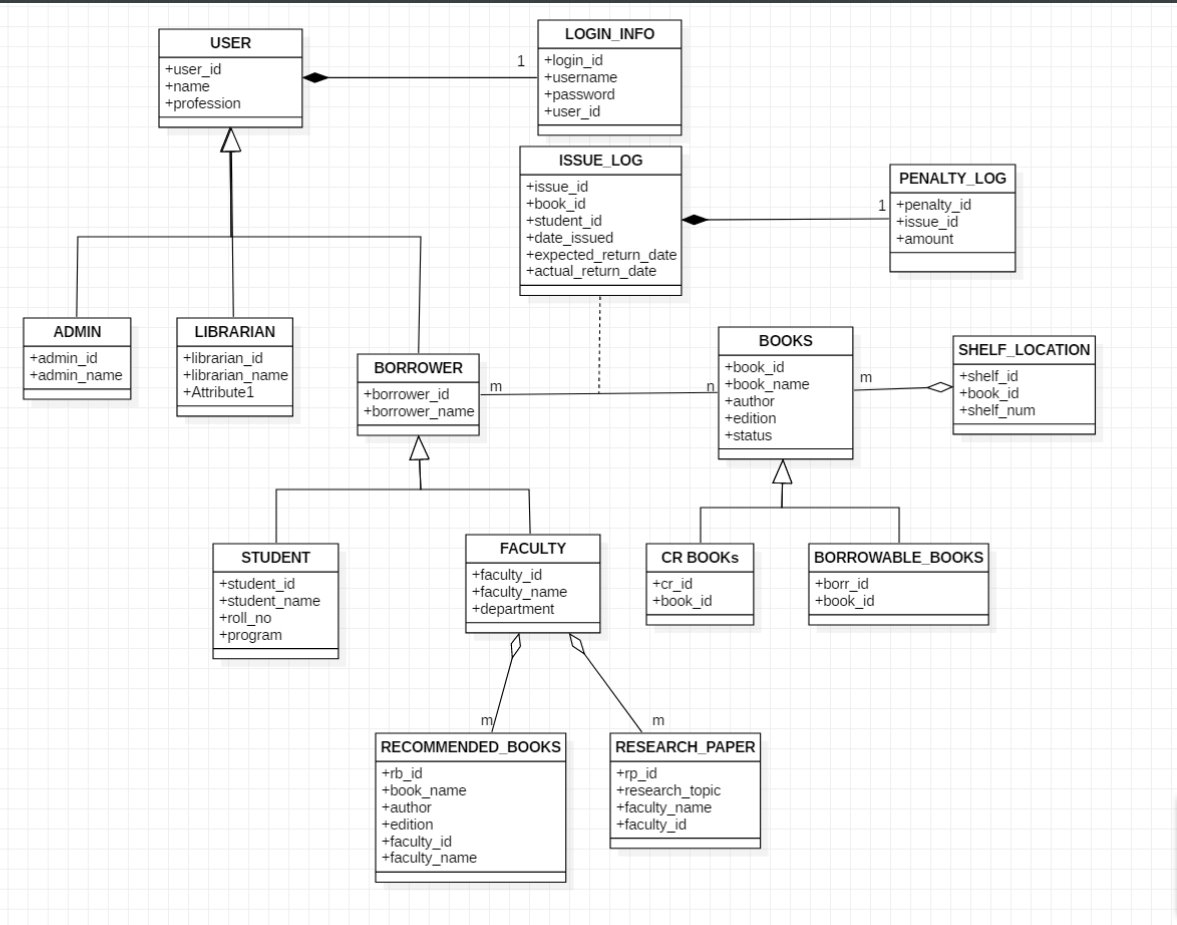 USER
+user_id
+name
+profession
1
LOGIN_INFO
+login_id
+username
+password
+user_id
ISSUE_LOG
+issue_id
+book_id
+student_id
+date_issued
+expected_return_date
+actual_return_date
1
PENALTY_LOG
+penalty_id
+issue_id
+amount
ADMIN
+admin_id
+admin_name
LIBRARIAN
+librarian_id
+librarian_name
+Attribute1
BORROWER
+borrower_id
+borrower_name
m
n
BOOKS
+book_id
+book_name
+author
+edition
+status
m
SHELF_LOCATION
+shelf_id
+book_id
+shelf_num
STUDENT
+student_id
+student_name
+roll_no
+program
FACULTY
+faculty_id
+faculty_name
+department
CR BOOKs
+cr_id
+book_id
BORROWABLE_BOOKS
+borr_id
+book_id
m
m
RECOMMENDED_BOOKS
+rb_id
+book_name
+author
+edition
+faculty_id
+faculty_name
RESEARCH_PAPER
+rp_id
+research_topic
+faculty_name
+faculty_id